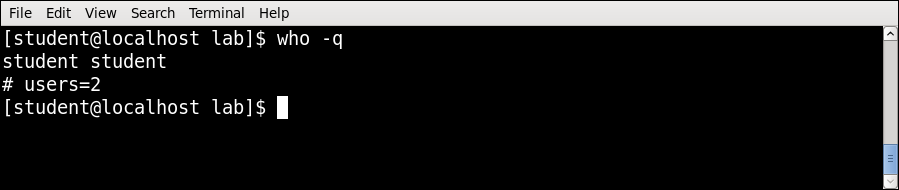 File Edit View Search Terminal Help
[student@localhost lab]$ who -q
student student
# users=2
[student@localhost lab]$